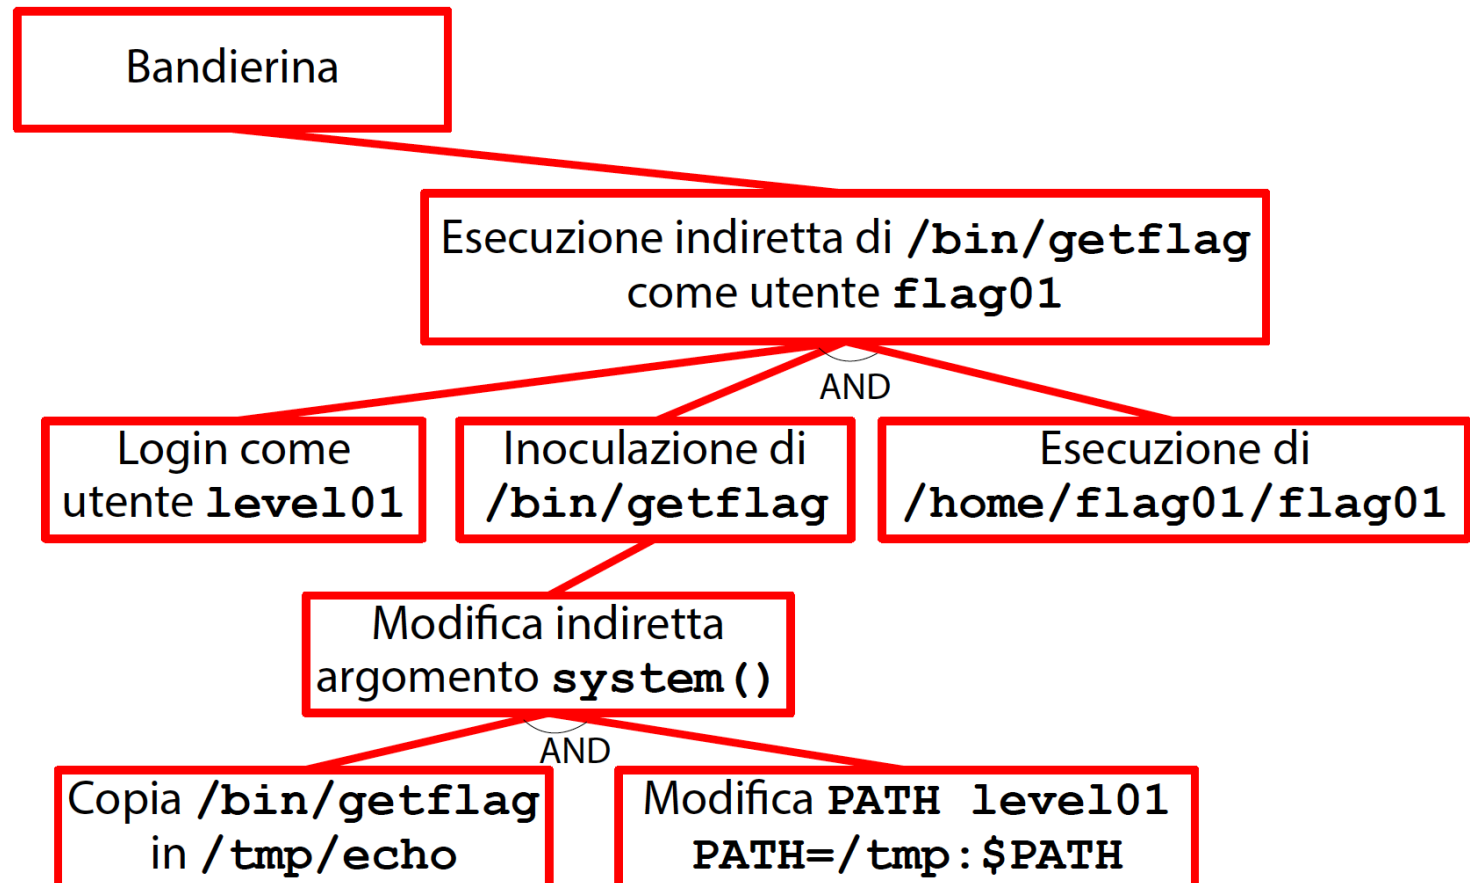 Bandierina
Esecuzione indiretta di /bin/getflag
come utente flag01
AND
Login come
utente level01
Inoculazione di
/bin/getflag
Esecuzione di
/home/flag01/flag01
Modifica indiretta
argomento system()
AND
Copia /bin/getflag
in /tmp/echo
Modifica PATH level01
PATH=/tmp:$PATH